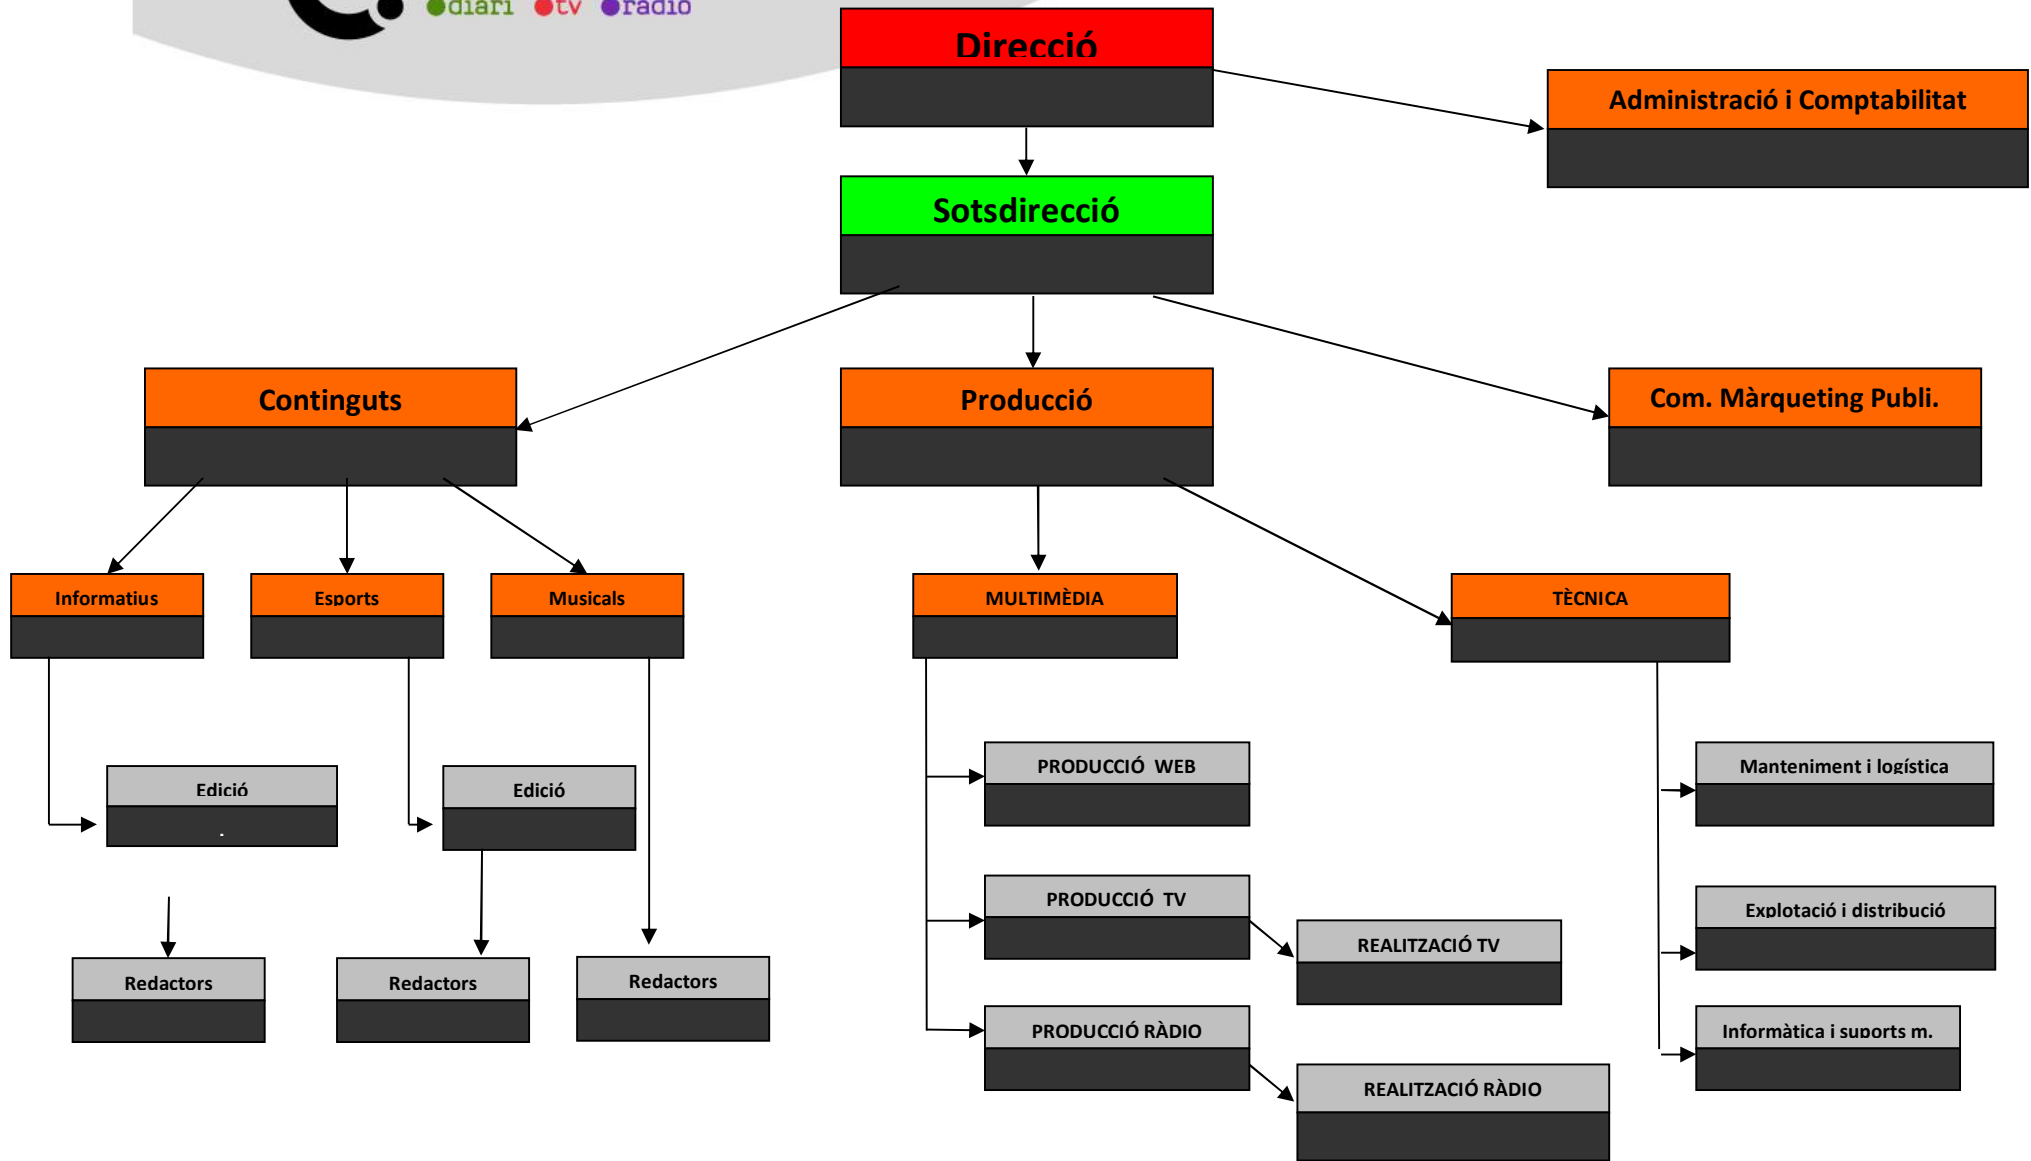 diari tv ràdio
Direcció
Administració i Comptabilitat
Sotsdirecció
Continguts
Producció
Com. Màrqueting Publi.
Informatius
Esports
Musicals
MULTIMÈDIA
TÈCNICA
PRODUCCIÓ WEB
Manteniment i logística
Edició
.
Edició
PRODUCCIÓ TV
Explotació i distribució
REALITZACIÓ TV
Redactors
Redactors
Redactors
PRODUCCIÓ RÀDIO
Informàtica i suports m.
REALITZACIÓ RÀDIO